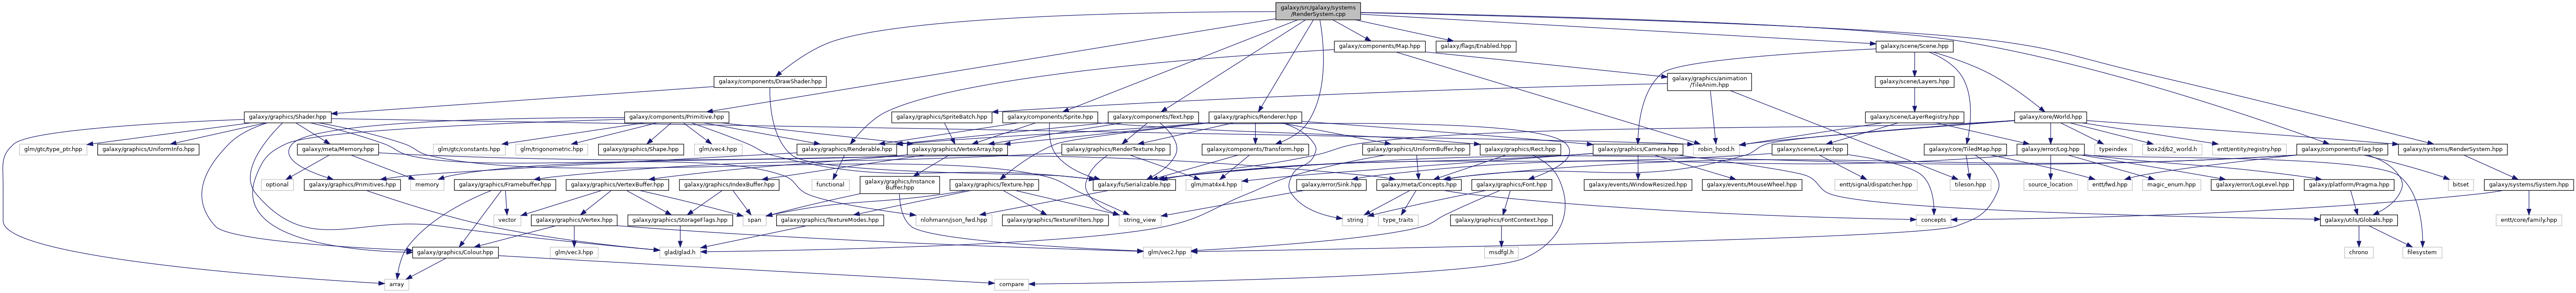 galaxy/src/galaxy/systems
/RenderSystem.cpp
galaxy/components/Map.hpp
galaxy/flags/Enabled.hpp
galaxy/scene/Scene.hpp
galaxy/components/DrawShader.hpp
galaxy/graphics/animation
/TileAnim.hpp
galaxy/scene/Layers.hpp
galaxy/graphics/Shader.hpp
galaxy/components/Primitive.hpp
galaxy/graphics/SpriteBatch.hpp
galaxy/components/Sprite.hpp
galaxy/components/Text.hpp
galaxy/graphics/Renderer.hpp
galaxy/scene/LayerRegistry.hpp
galaxy/core/World.hpp
glm/gtc/type_ptr.hpp
galaxy/graphics/UniformInfo.hpp
galaxy/meta/Memory.hpp
glm/gtc/constants.hpp
glm/trigonometric.hpp
galaxy/graphics/Shape.hpp
glm/vec4.hpp
galaxy/graphics/Renderable.hpp
galaxy/graphics/VertexArray.hpp
galaxy/graphics/RenderTexture.hpp
galaxy/components/Transform.hpp
galaxy/graphics/UniformBuffer.hpp
galaxy/graphics/Rect.hpp
galaxy/graphics/Camera.hpp
robin_hood.h
galaxy/scene/Layer.hpp
galaxy/core/TiledMap.hpp
galaxy/error/Log.hpp
typeindex
box2d/b2_world.h
entt/entity/registry.hpp
galaxy/components/Flag.hpp
galaxy/systems/RenderSystem.hpp
optional
galaxy/graphics/Primitives.hpp
memory
galaxy/graphics/Framebuffer.hpp
galaxy/graphics/VertexBuffer.hpp
galaxy/graphics/IndexBuffer.hpp
functional
galaxy/graphics/Instance
Buffer.hpp
galaxy/graphics/Texture.hpp
galaxy/fs/Serializable.hpp
glm/mat4x4.hpp
galaxy/error/Sink.hpp
galaxy/meta/Concepts.hpp
galaxy/graphics/Font.hpp
galaxy/events/WindowResized.hpp
galaxy/events/MouseWheel.hpp
entt/signal/dispatcher.hpp
tileson.hpp
source_location
entt/fwd.hpp
magic_enum.hpp
galaxy/error/LogLevel.hpp
galaxy/platform/Pragma.hpp
bitset
galaxy/systems/System.hpp
vector
galaxy/graphics/Vertex.hpp
galaxy/graphics/StorageFlags.hpp
span
galaxy/graphics/TextureModes.hpp
nlohmann/json_fwd.hpp
galaxy/graphics/TextureFilters.hpp
string_view
string
type_traits
galaxy/graphics/FontContext.hpp
concepts
galaxy/utils/Globals.hpp
entt/core/family.hpp
galaxy/graphics/Colour.hpp
glm/vec3.hpp
glad/glad.h
glm/vec2.hpp
msdfgl.h
chrono
filesystem
array
compare